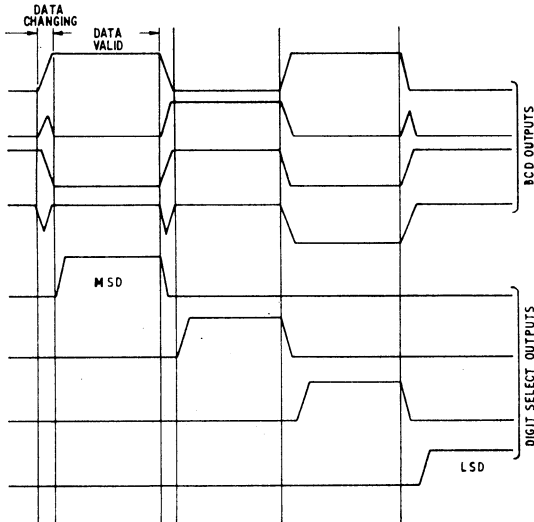 DATA
CHANGING
DATA
VALID
BCD OUTPUTS
MSD
DIGIT SELECT OUTPUTS
LSD